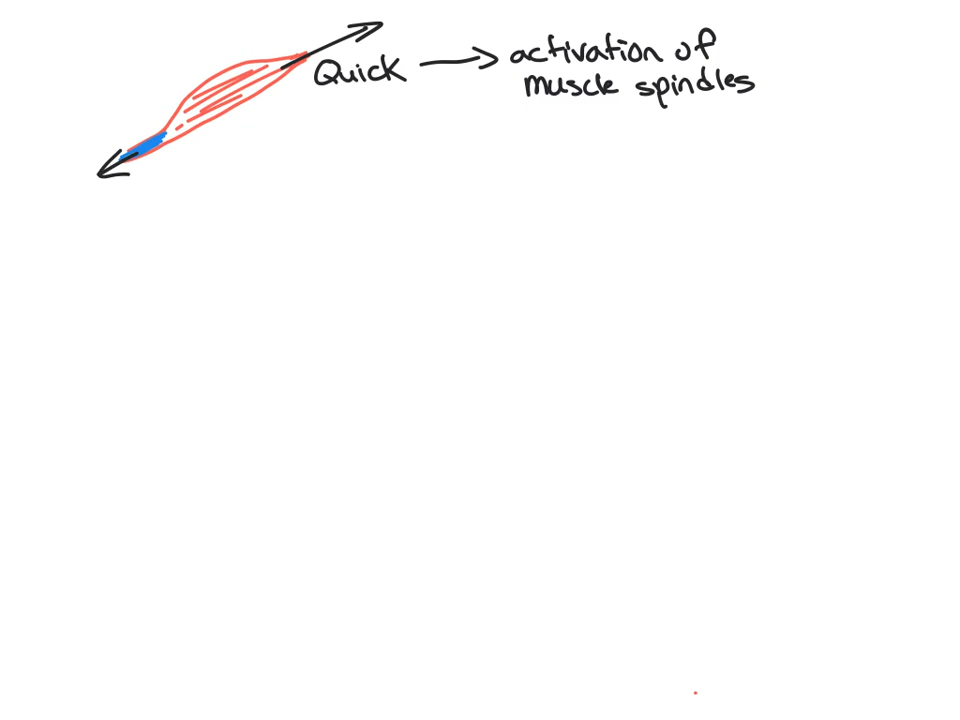 Quick → activation of
muscle spindles